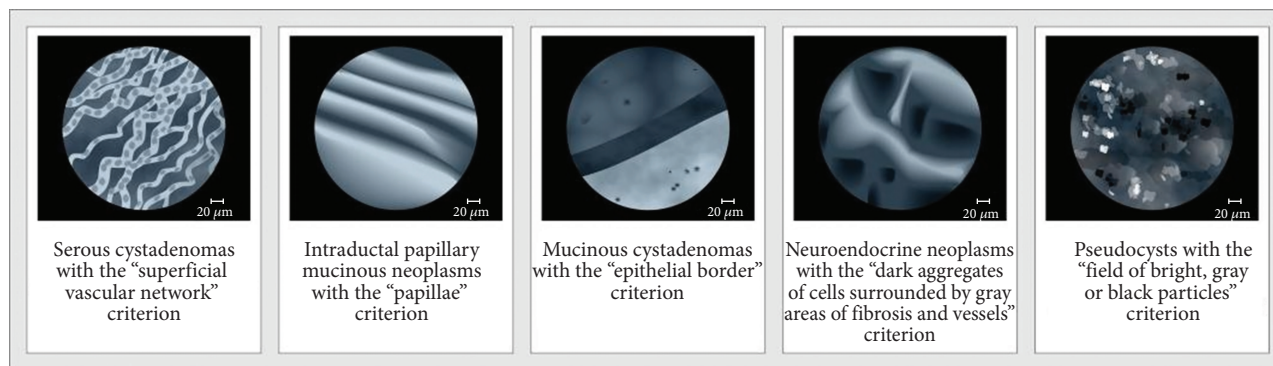 20 μm
20 μm
20 μm
20 μm
20 μm
Serous cystadenomas
with the “superficial
vascular network”
criterion
Intraductal papillary
mucinous neoplasms
with the “papillae”
criterion
Mucinous cystadenomas
with the “epithelial border”
criterion
Neuroendocrine neoplasms
with the “dark aggregates
of cells surrounded by gray
areas of fibrosis and vessels”
criterion
Pseudocysts with the
“field of bright, gray
or black particles”
criterion